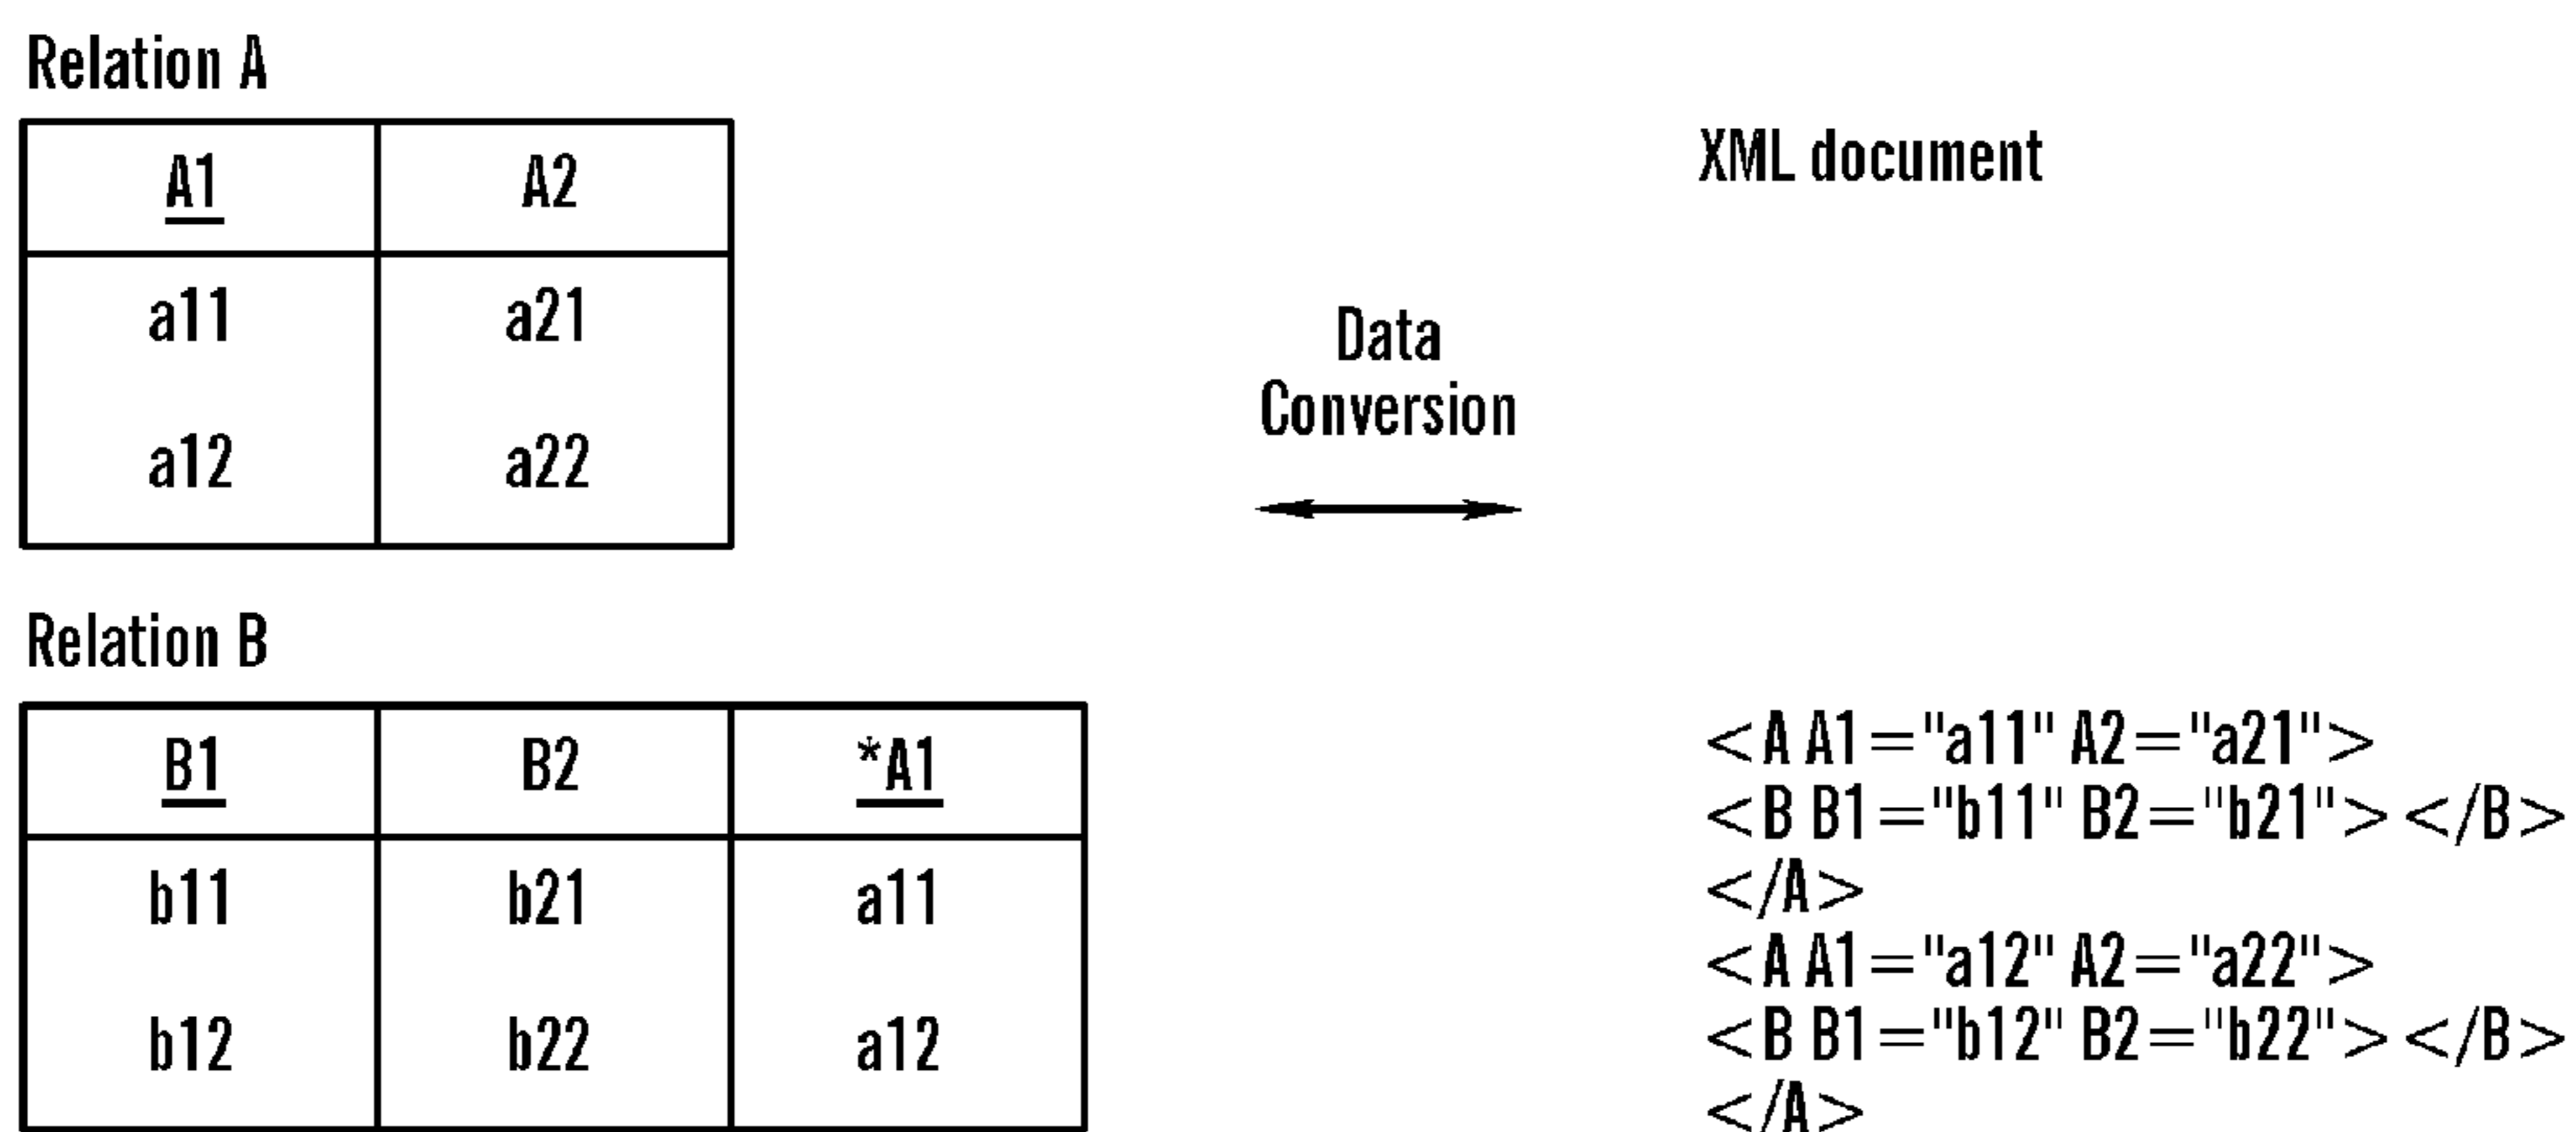 Relation A
A1 A2
a11 a21
a12 a22
Relation B
B1 B2 *A1
b11 b21 a11
b12 b22 a12
Data
Conversion
XML document
<A A1="a11" A2="a21">
<B B1="b11" B2="b21"></B>
</A>
<A A1="a12" A2="a22">
<B B1="b12" B2="b22"></B>
</A>